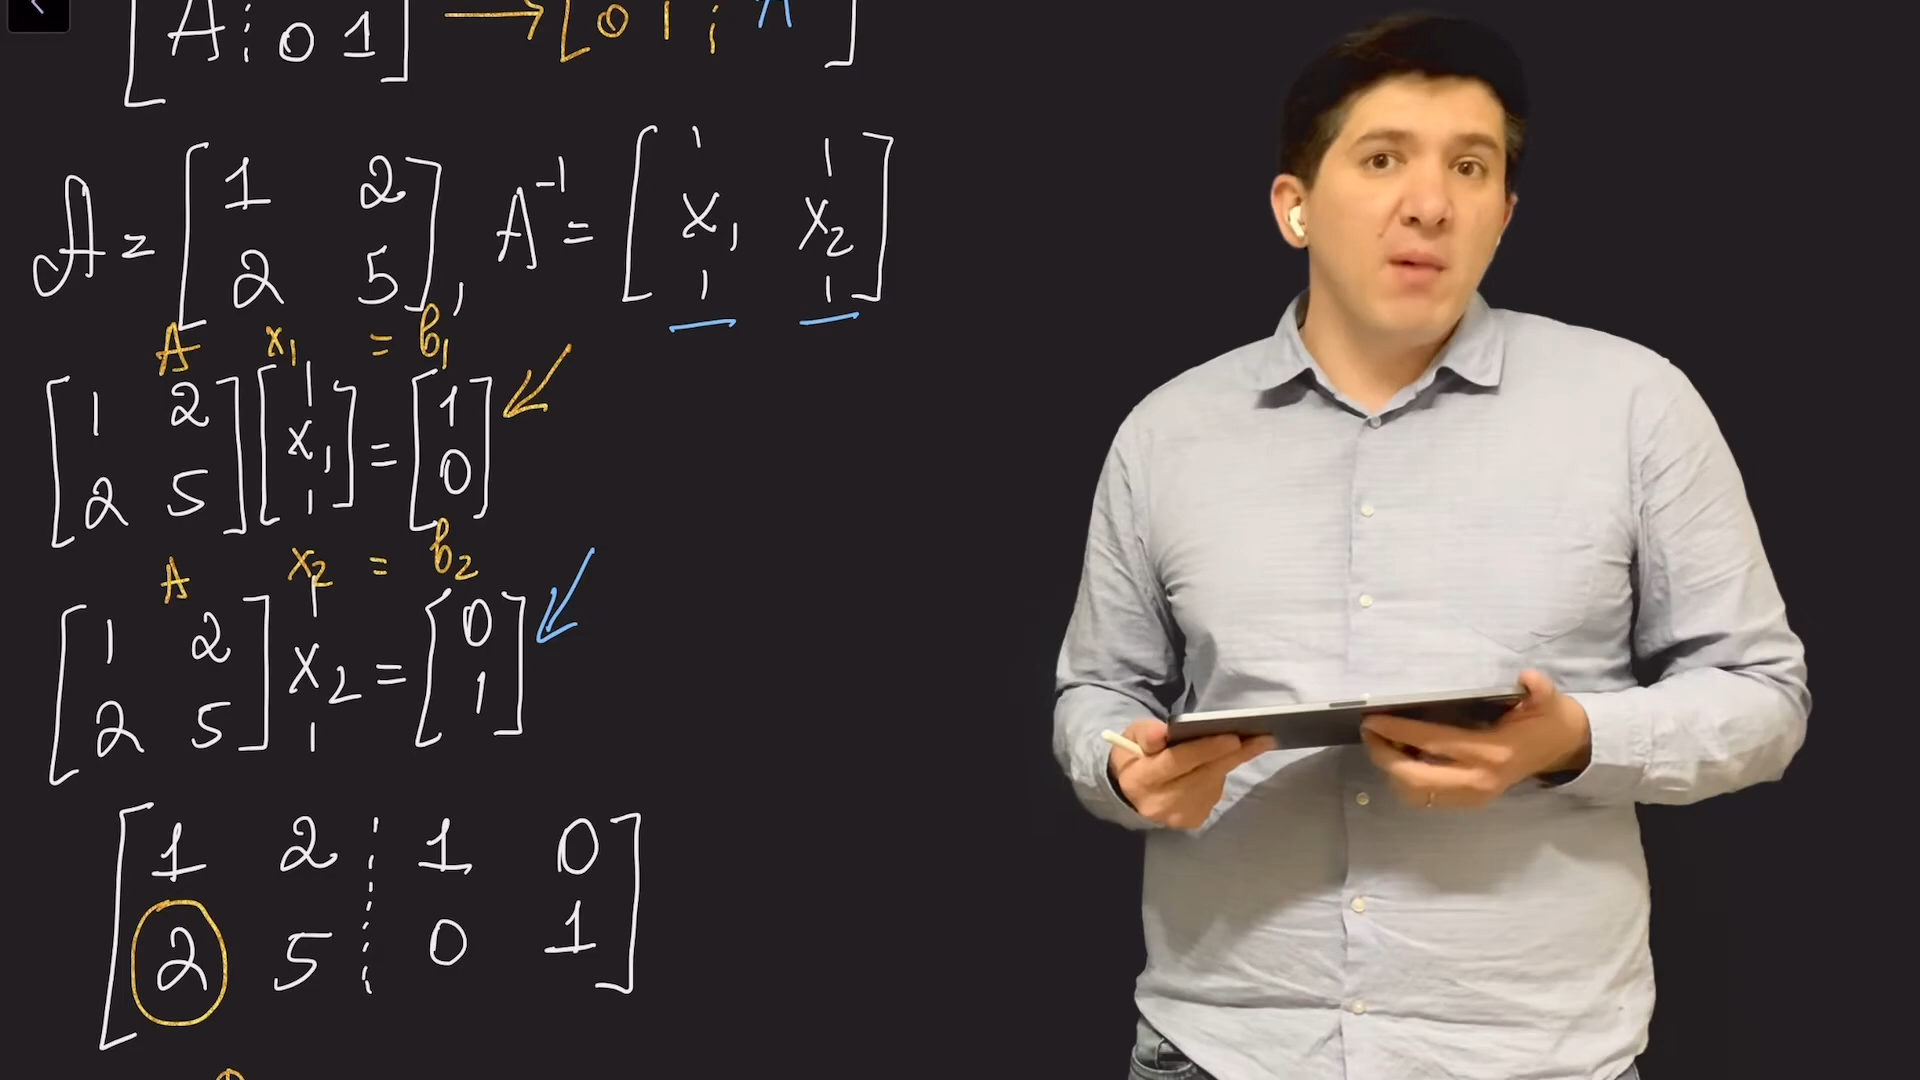 [ A ⋮ 0 1 ] → [ 0 1 ⋮ A ]
A = [ 1 2 ; 2 5 ], A⁻¹ = [ x₁ x₂ ]
A x₁ = b₁
[ 1 2 ; 2 5 ] [ x₁ ] = [ 1 ; 0 ]
A x₂ = b₂
[ 1 2 ; 2 5 ] x₂ = [ 0 ; 1 ]
1 2 ⋮ 1 0
2 5 ⋮ 0 1